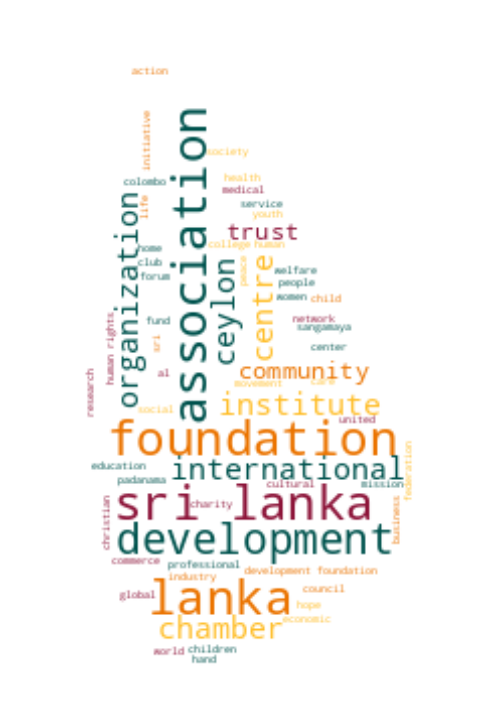 action
initiative
association
society
colombo
health
medical
life
service
youth
organization
trust
home
college
human
club
ceylon
centre
peace
welfare
forum
people
women
child
fund
network
sangamaya
human rights
sri
center
research
al
community
movement
care
social
institute
united
foundation
federation
international
education
padanama
cultural
mission
sri lanka
charity
christian
business
development
commerce
professional
industry
development foundation
global
lanka
council
hope
chamber
economic
world
children
hand